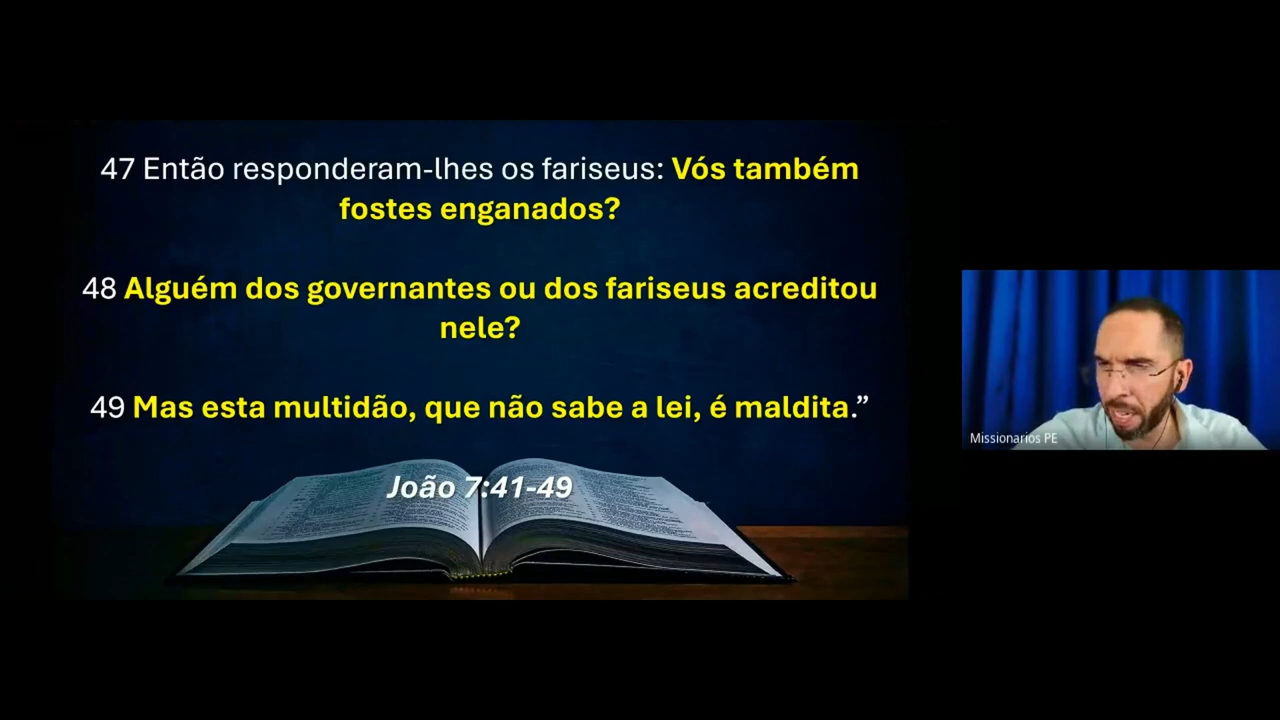 47 Então responderam-lhes os fariseus: Vós também
fostes enganados?
48 Alguém dos governantes ou dos fariseus acreditou
nele?
49 Mas esta multidão, que não sabe a lei, é maldita.”
João 7:41-49
Missionarios PE